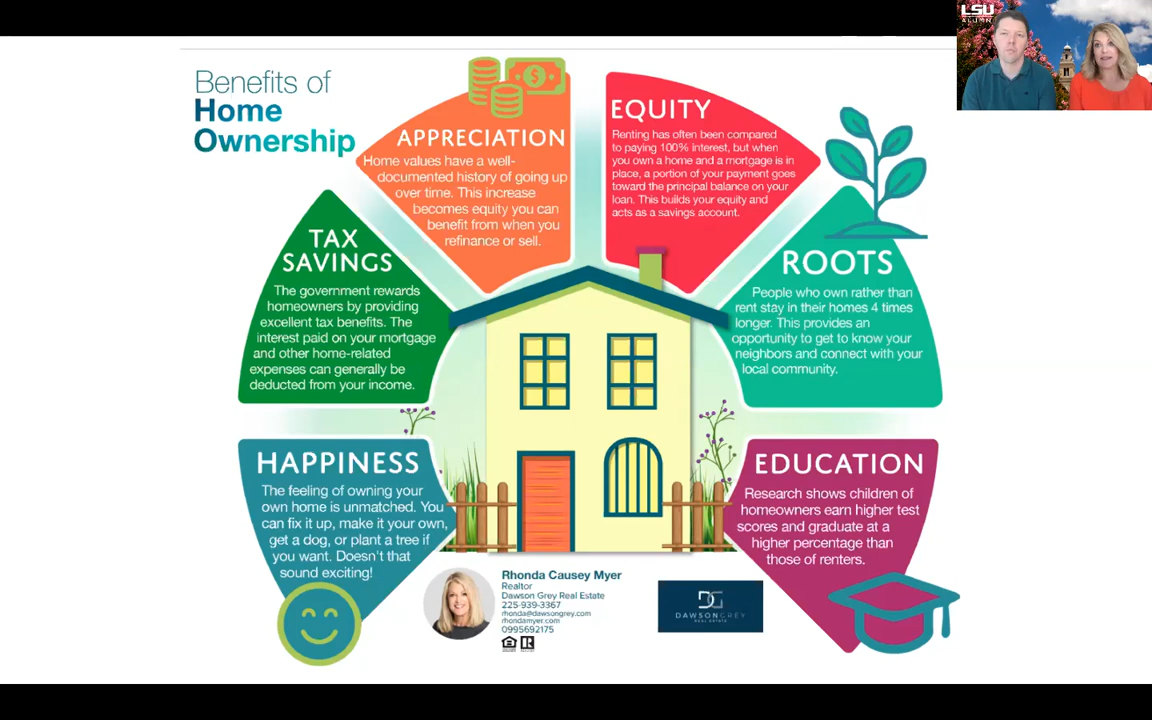 LSU
ALUMNI
Benefits of
Home
Ownership
APPRECIATION
Home values have a well-
documented history of going up
over time. This increase
becomes equity you can
benefit from when you
refinance or sell.
EQUITY
Renting has often been compared
to paying 100% interest, but when
you own a home and a mortgage is in
place, a portion of your payment goes
toward the principal balance on your
loan. This builds your equity and
acts as a savings account.
TAX
SAVINGS
The government rewards
homeowners by providing
excellent tax benefits. The
interest paid on your mortgage
and other home-related
expenses can generally be
deducted from your income.
ROOTS
People who own rather than
rent stay in their homes 4 times
longer. This provides an
opportunity to get to know your
neighbors and connect with your
local community.
HAPPINESS
The feeling of owning your
own home is unmatched. You
can fix it up, make it your own,
get a dog, or plant a tree if
you want. Doesn't that
sound exciting!
EDUCATION
Research shows children of
homeowners earn higher test
scores and graduate at a
higher percentage than
those of renters.
Rhonda Causey Myer
Realtor
Dawson Grey Real Estate
225-939-3367
rhonda@dawsongrey.com
rhondamyer.com
0995692175
DG
DAWSONGREY
REAL ESTATE